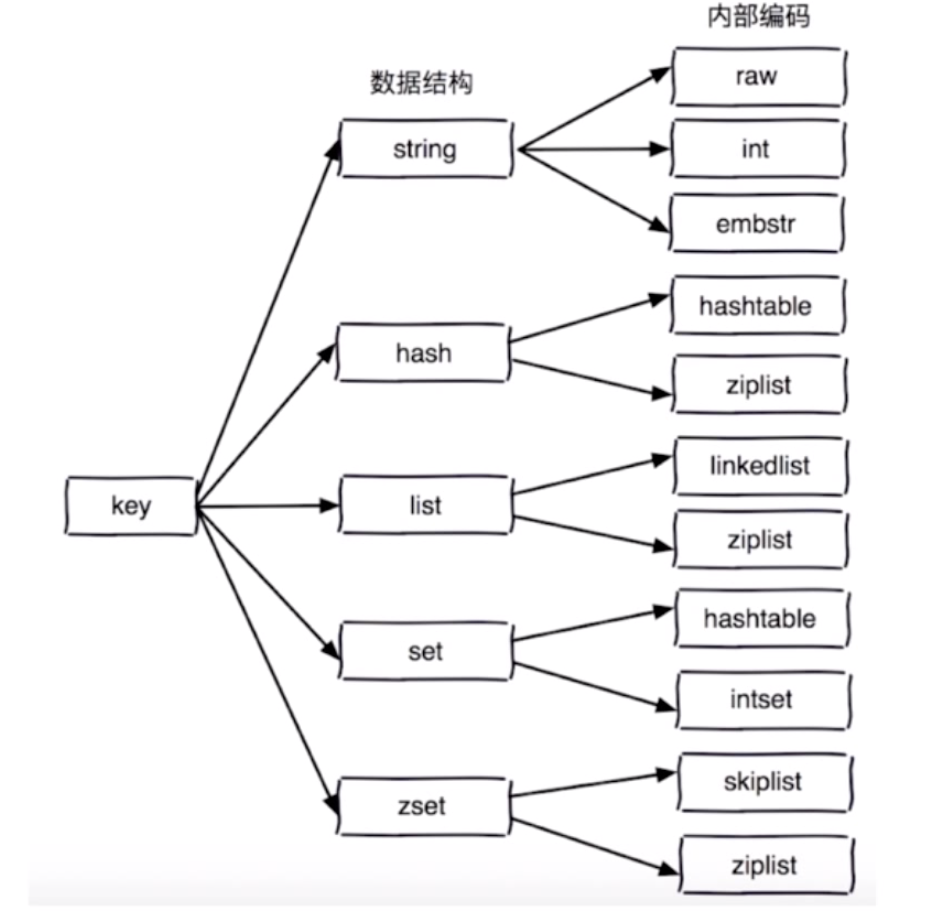 内部编码
数据结构
raw
string
int
embstr
hashtable
hash
ziplist
linkedlist
key
list
ziplist
hashtable
set
intset
skiplist
zset
ziplist